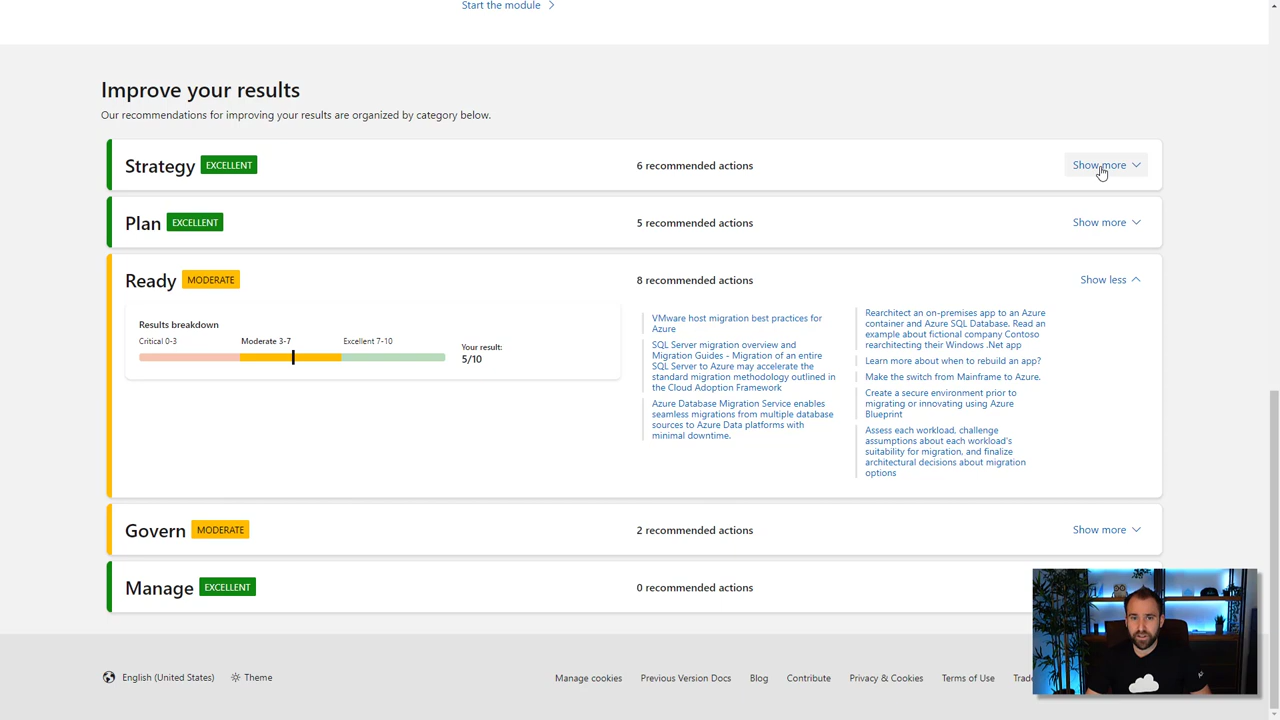 Start the module
Improve your results
Our recommendations for improving your results are organized by category below.
Strategy EXCELLENT 6 recommended actions Show more
Plan EXCELLENT 5 recommended actions Show more
Ready MODERATE 8 recommended actions Show less
Results breakdown
Critical 0-3 Moderate 3-7 Excellent 7-10
Your result:
5/10
VMware host migration best practices for
Azure
SQL Server migration overview and
Migration Guides - Migration of an entire
SQL Server to Azure may accelerate the
standard migration methodology outlined in
the Cloud Adoption Framework
Azure Database Migration Service enables
seamless migrations from multiple database
sources to Azure Data platforms with
minimal downtime.
Rearchitect an on-premises app to an Azure
container and Azure SQL Database. Read an
example about fictional company Contoso
rearchitecting their Windows .Net app
Learn more about when to rebuild an app?
Make the switch from Mainframe to Azure.
Create a secure environment prior to
migrating or innovating using Azure
Blueprint
Assess each workload, challenge
assumptions about each workload's
suitability for migration, and finalize
architectural decisions about migration
options
Govern MODERATE 2 recommended actions Show more
Manage EXCELLENT 0 recommended actions
English (United States) Theme Manage cookies Previous Version Docs Blog Contribute Privacy & Cookies Terms of Use Trade